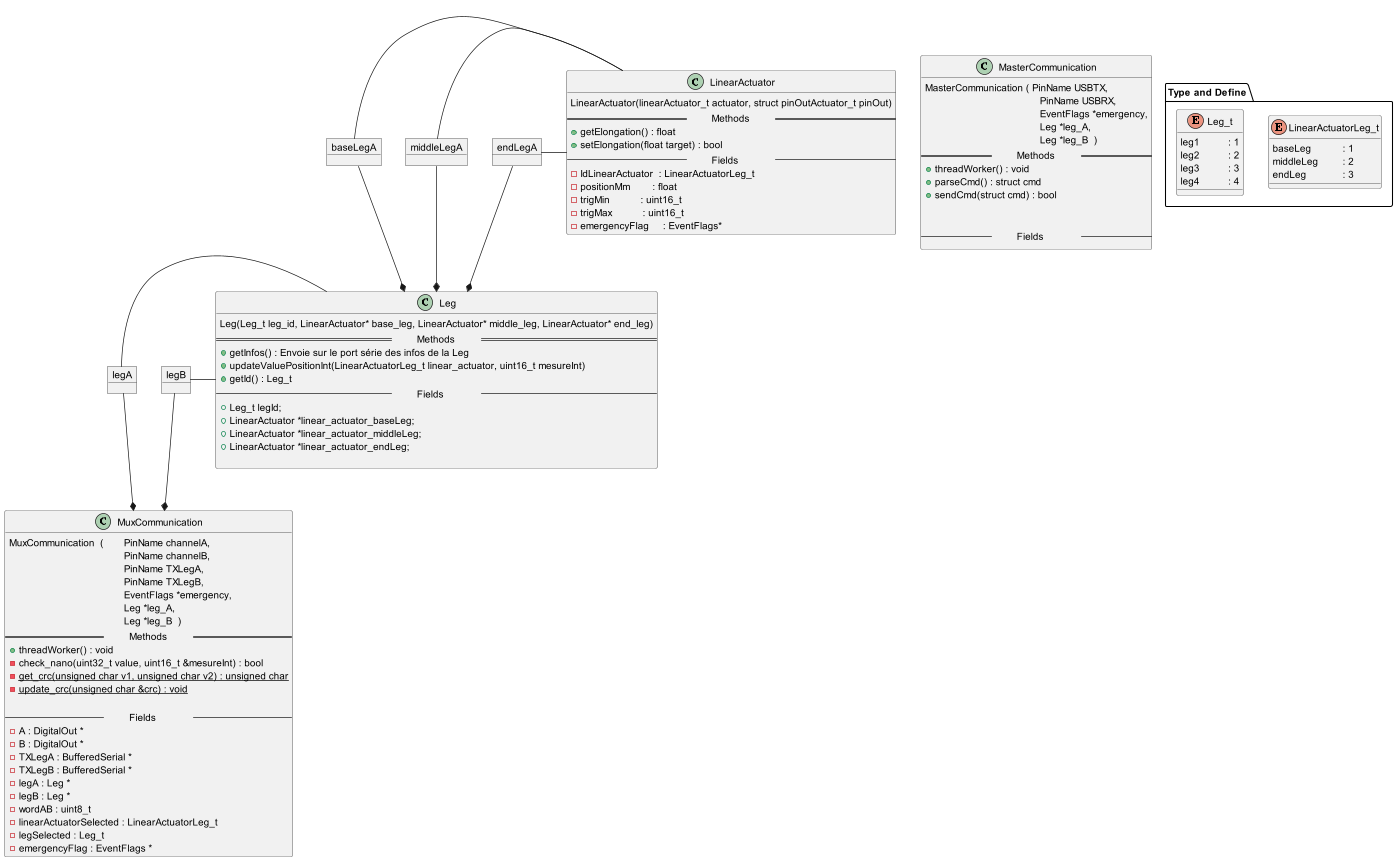 C LinearActuator
LinearActuator(linearActuator_t actuator, struct pinOutActuator_t pinOut)
Methods
getElongation() : float
setElongation(float target) : bool
Fields
IdLinearActuator : LinearActuatorLeg_t
positionMm : float
trigMin : uint16_t
trigMax : uint16_t
emergencyFlag : EventFlags*
C MasterCommunication
MasterCommunication ( PinName USBTX,
PinName USBRX,
EventFlags *emergency,
Leg *leg_A,
Leg *leg_B )
Methods
threadWorker() : void
parseCmd() : struct cmd
sendCmd(struct cmd) : bool
Fields
Type and Define
E Leg_t
leg1 : 1
leg2 : 2
leg3 : 3
leg4 : 4
E LinearActuatorLeg_t
baseLeg : 1
middleLeg : 2
endLeg : 3
baseLegA
middleLegA
endLegA
C Leg
Leg(Leg_t leg_id, LinearActuator* base_leg, LinearActuator* middle_leg, LinearActuator* end_leg)
Methods
getInfos() : Envoie sur le port série des infos de la Leg
updateValuePositionInt(LinearActuatorLeg_t linear_actuator, uint16_t mesureInt)
getId() : Leg_t
Fields
Leg_t legId;
LinearActuator *linear_actuator_baseLeg;
LinearActuator *linear_actuator_middleLeg;
LinearActuator *linear_actuator_endLeg;
legA
legB
C MuxCommunication
MuxCommunication ( PinName channelA,
PinName channelB,
PinName TXLegA,
PinName TXLegB,
EventFlags *emergency,
Leg *leg_A,
Leg *leg_B )
Methods
threadWorker() : void
check_nano(uint32_t value, uint16_t &mesureInt) : bool
get_crc(unsigned char v1, unsigned char v2) : unsigned char
update_crc(unsigned char &crc) : void
Fields
A : DigitalOut *
B : DigitalOut *
TXLegA : BufferedSerial *
TXLegB : BufferedSerial *
legA : Leg *
legB : Leg *
wordAB : uint8_t
linearActuatorSelected : LinearActuatorLeg_t
legSelected : Leg_t
emergencyFlag : EventFlags *